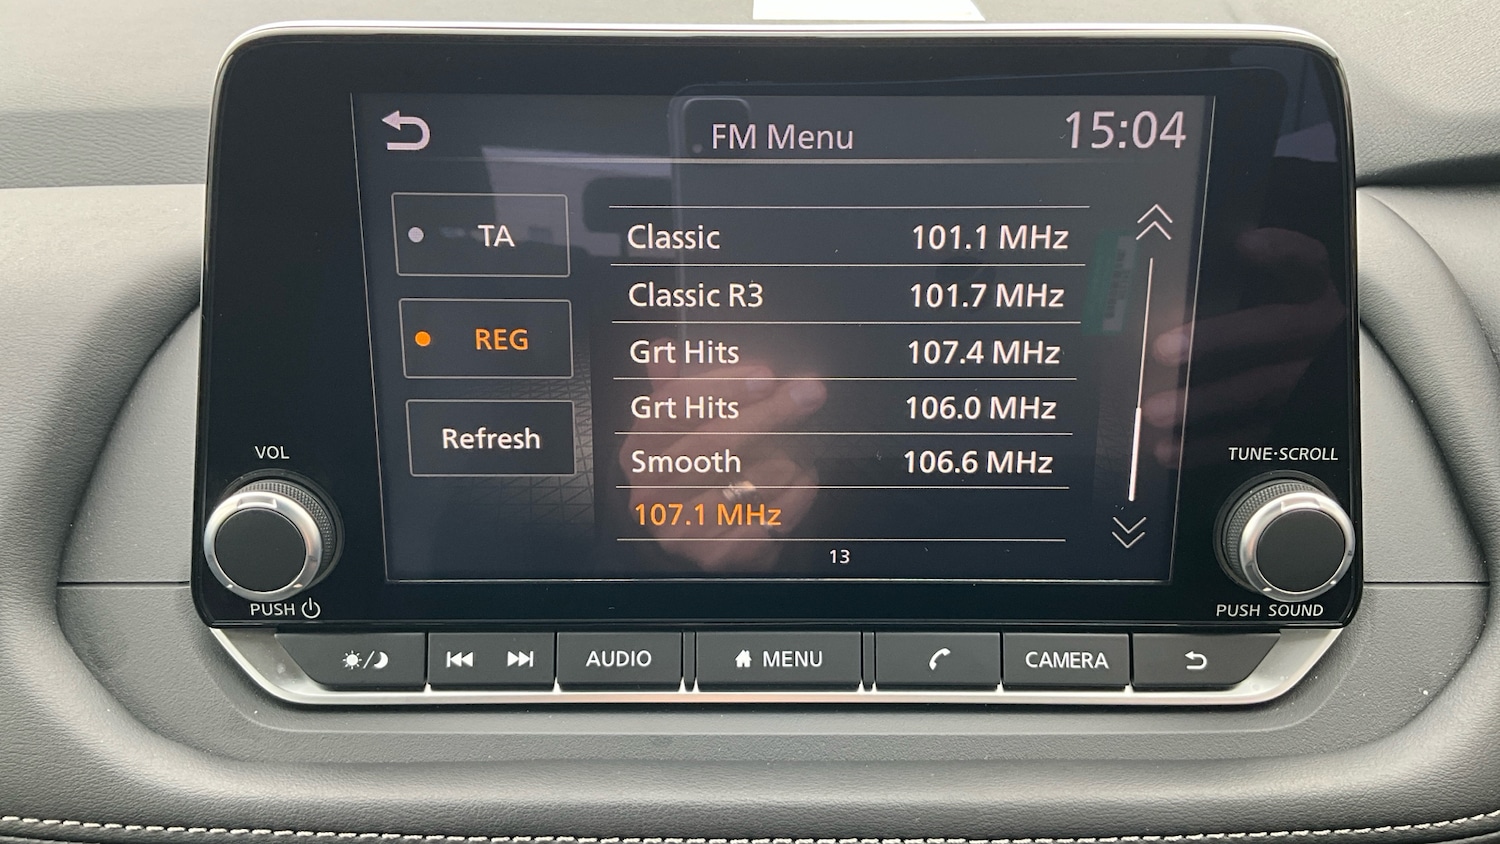 FM Menu 15:04
TA
REG
Refresh
Classic 101.1 MHz
Classic R3 101.7 MHz
Grt Hits 107.4 MHz
Grt Hits 106.0 MHz
Smooth 106.6 MHz
107.1 MHz
13
VOL
PUSH
TUNE·SCROLL
PUSH SOUND
AUDIO
MENU
CAMERA